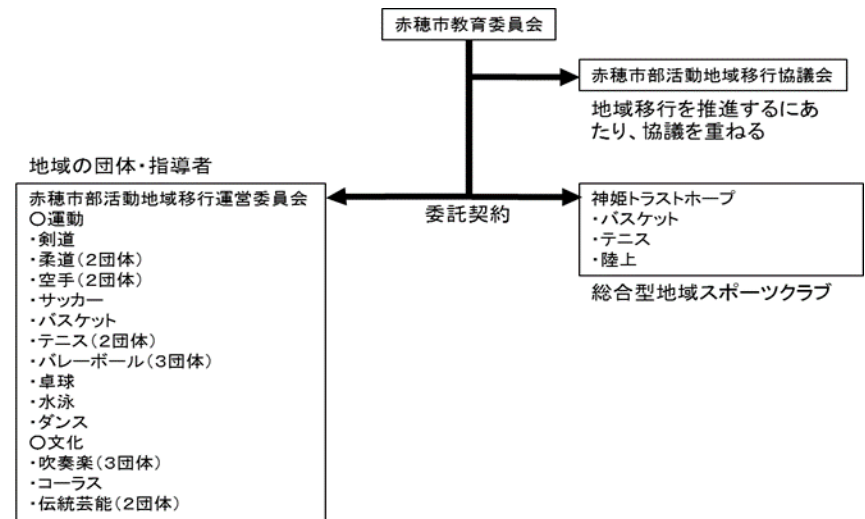 赤穂市教育委員会
赤穂市部活動地域移行協議会
地域移行を推進するにあ
たり、協議を重ねる
地域の団体・指導者
赤穂市部活動地域移行運営委員会
○運動
・剣道
・柔道（２団体）
・空手（２団体）
・サッカー
・バスケット
・テニス（２団体）
・バレーボール（３団体）
・卓球
・水泳
・ダンス
○文化
・吹奏楽（３団体）
・コーラス
・伝統芸能（２団体）
委託契約
神姫トラストホープ
・バスケット
・テニス
・陸上
総合型地域スポーツクラブ